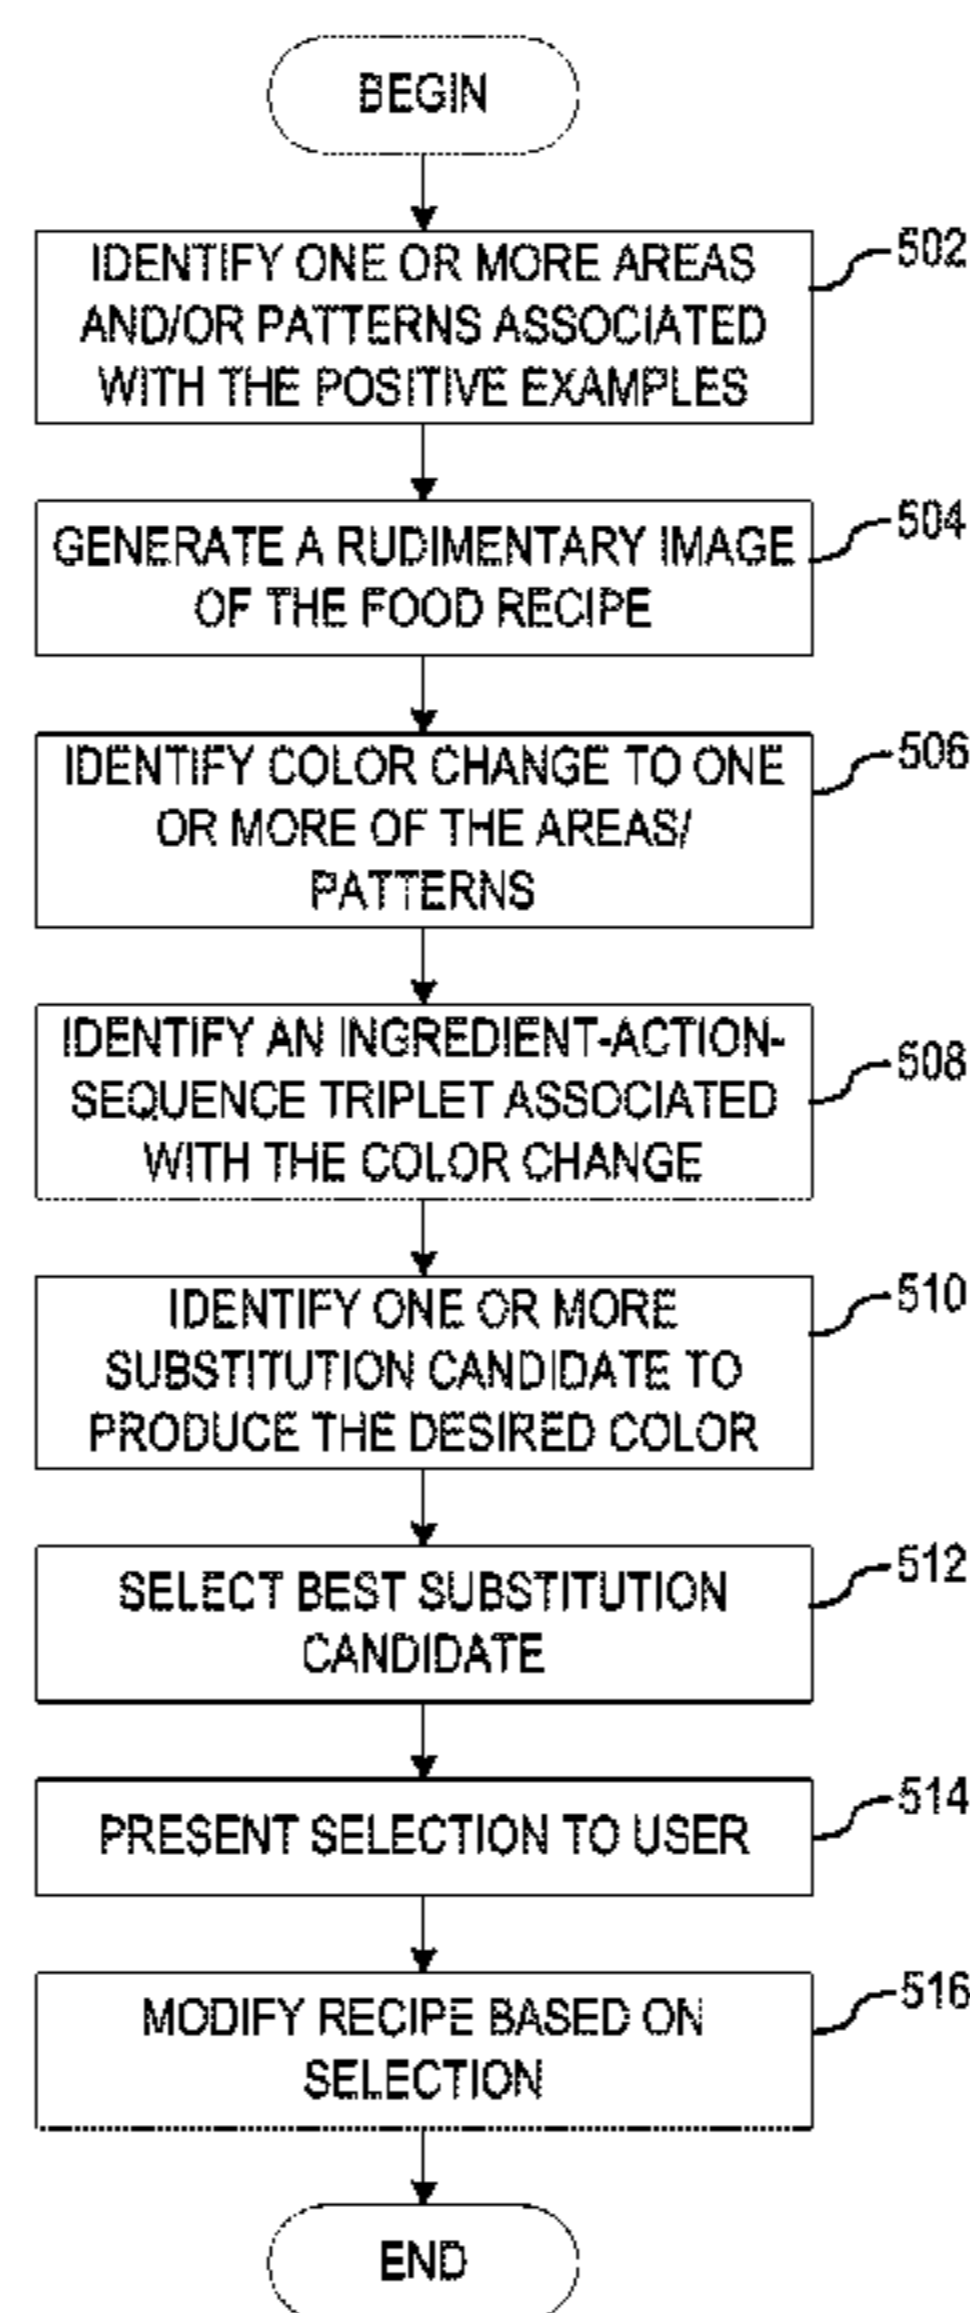 BEGIN
IDENTIFY ONE OR MORE AREAS
AND/OR PATTERNS ASSOCIATED
WITH THE POSITIVE EXAMPLES
502
GENERATE A RUDIMENTARY IMAGE
OF THE FOOD RECIPE
504
IDENTIFY COLOR CHANGE TO ONE
OR MORE OF THE AREAS/
PATTERNS
506
IDENTIFY AN INGREDIENT-ACTION-
SEQUENCE TRIPLET ASSOCIATED
WITH THE COLOR CHANGE
508
IDENTIFY ONE OR MORE
SUBSTITUTION CANDIDATE TO
PRODUCE THE DESIRED COLOR
510
SELECT BEST SUBSTITUTION
CANDIDATE
512
PRESENT SELECTION TO USER
514
MODIFY RECIPE BASED ON
SELECTION
516
END